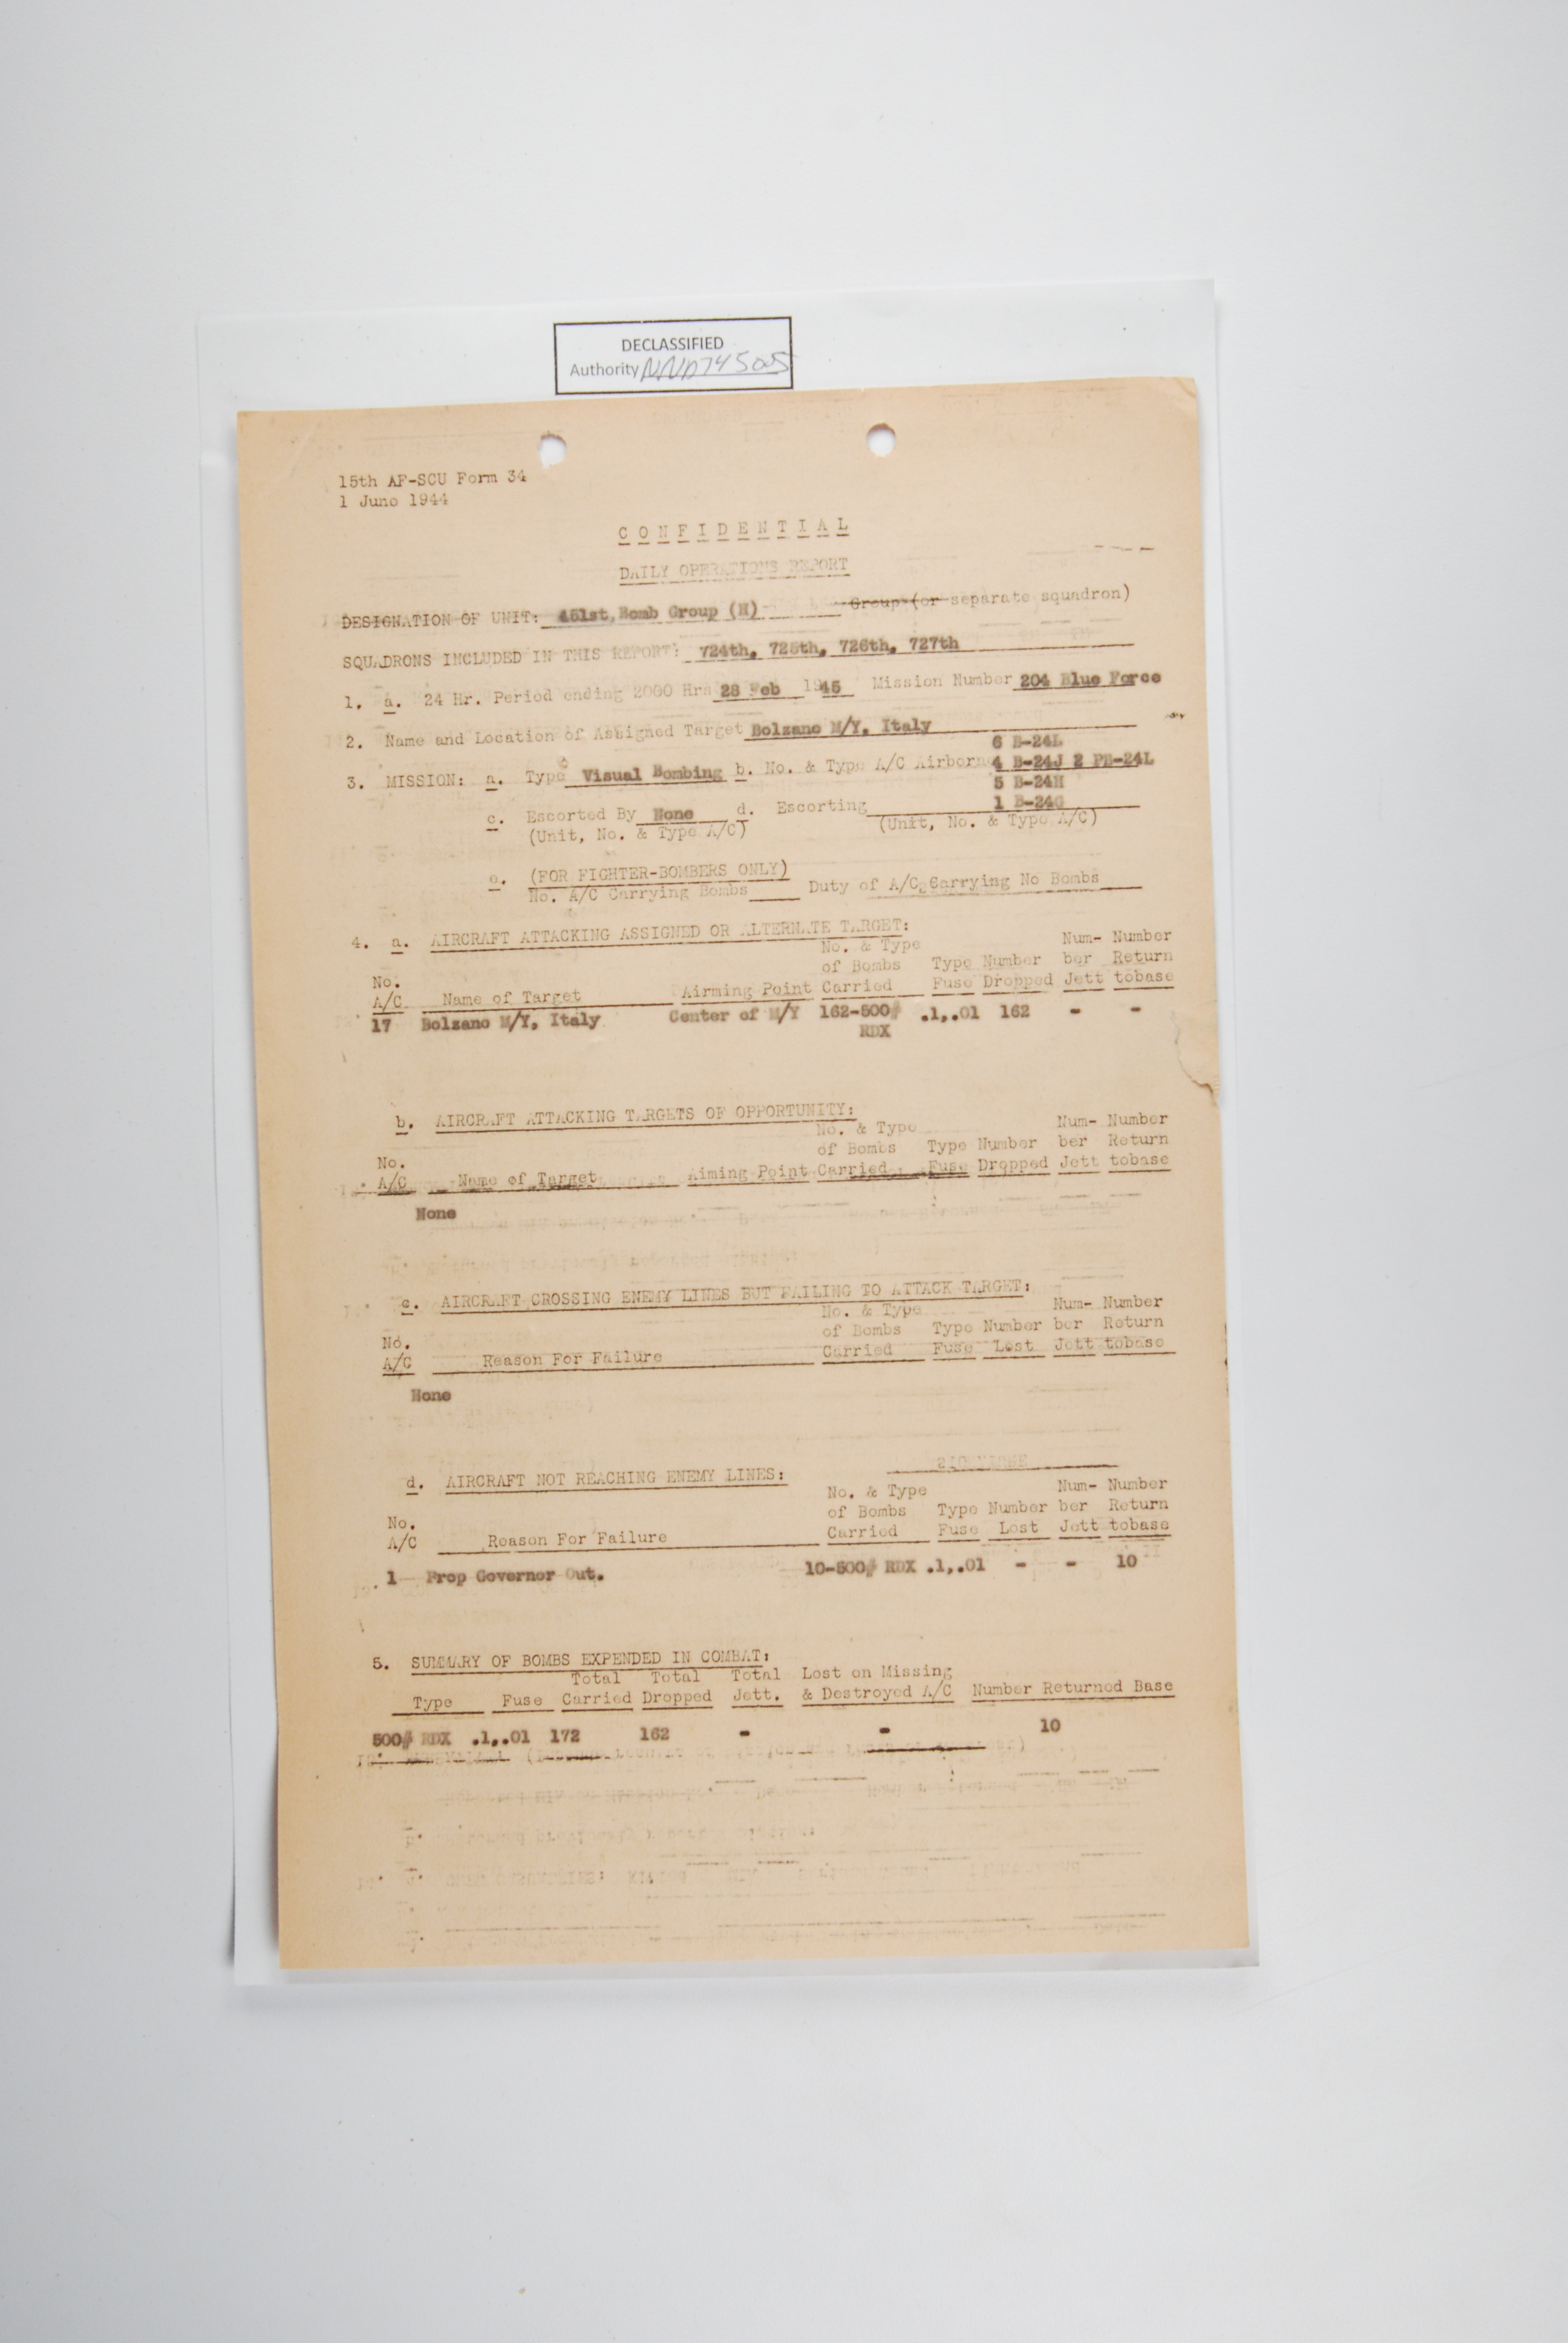 DECLASSIFIED
Authority NND745005
15th AF-SCU Form 34
1 June 1944
CONFIDENTIAL
DAILY OPERATIONS REPORT
DESIGNATION OF UNIT: 451st, Bomb Group (H) Group (or separate squadron)
SQUADRONS INCLUDED IN THIS REPORT: 724th, 725th, 726th, 727th
1. a. 24 Hr. Period ending 2000 Hrs 28 Feb 1945 Mission Number 204 Blue Force
2. Name and Location of Assigned Target Bolzano M/Y, Italy
6 B-24L
3. MISSION: a. Type Visual Bombing b. No. & Type A/C Airborne 4 B-24J 2 PB-24L
5 B-24H
c. Escorted By None d. Escorting 1 B-24G
(Unit, No. & Type A/C) (Unit, No. & Type A/C)
e. (FOR FIGHTER-BOMBERS ONLY)
No. A/C Carrying Bombs Duty of A/C Carrying No Bombs
4. a. AIRCRAFT ATTACKING ASSIGNED OR ALTERNATE TARGET:
No. & Type Num- Number
of Bombs Type Number ber Return
No.
A/C Name of Target Airming Point Carried Fuse Dropped Jett tobase
17 Bolzano M/Y, Italy Center of M/Y 162-500# .1,.01 162 - -
RDX
b. AIRCRAFT ATTACKING TARGETS OF OPPORTUNITY:
No. & Type Num- Number
of Bombs Type Number ber Return
No.
A/C Name of Target Aiming Point Carried Fuse Dropped Jett tobase
None
c. AIRCRAFT CROSSING ENEMY LINES BUT FAILING TO ATTACK TARGET:
No. & Type Num- Number
of Bombs Type Number ber Return
No.
A/C Reason For Failure Carried Fuse Lost Jett tobase
None
d. AIRCRAFT NOT REACHING ENEMY LINES:
No. & Type Num- Number
of Bombs Type Number ber Return
No.
A/C Reason For Failure Carried Fuse Lost Jett tobase
1 Prop Governor Out. 10-500# RDX .1,.01 - - 10
5. SUMMARY OF BOMBS EXPENDED IN COMBAT:
Total Total Total Lost on Missing
Type Fuse Carried Dropped Jett. & Destroyed A/C Number Returned Base
500# RDX .1,.01 172 162 - - 10